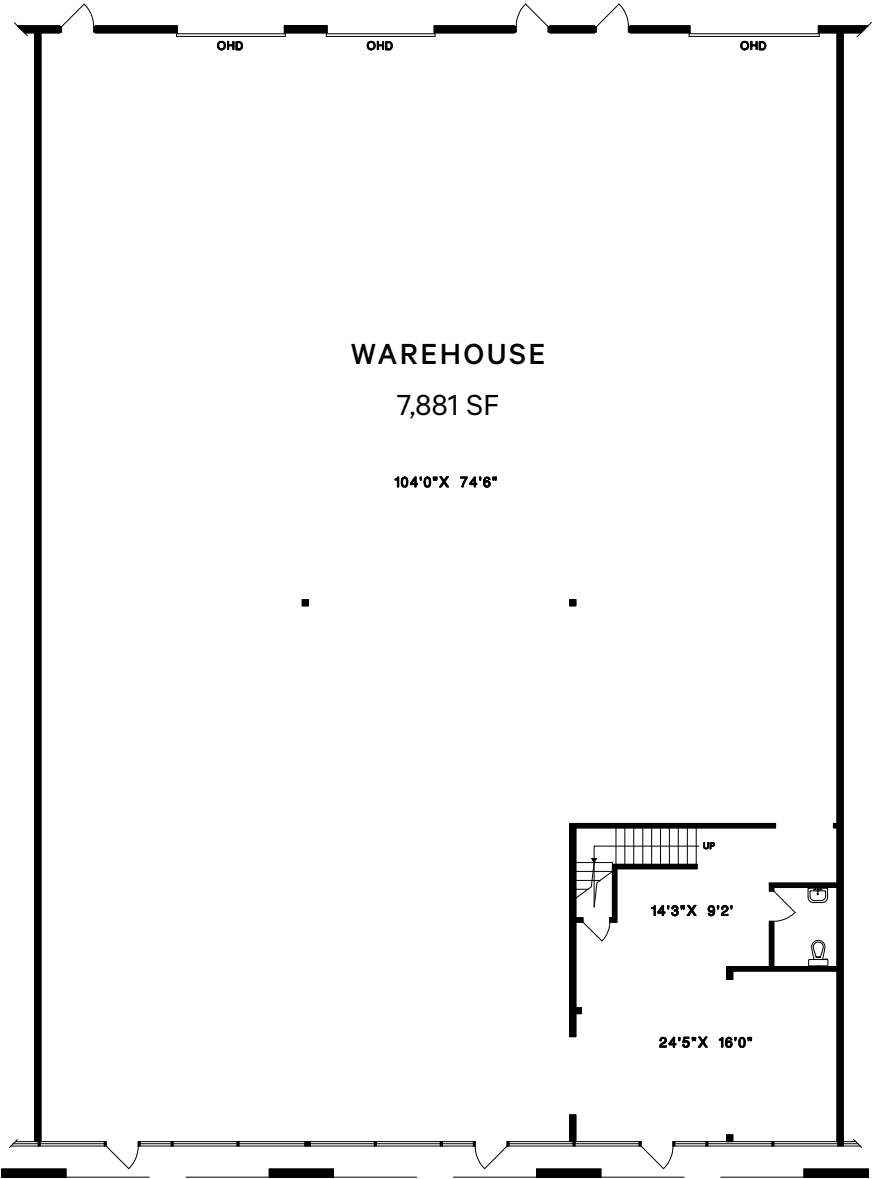 OHD OHD OHD
WAREHOUSE
7,881 SF
104'0"X 74'6"
UP
14'3"X 9'2'
24'5"X 16'0"